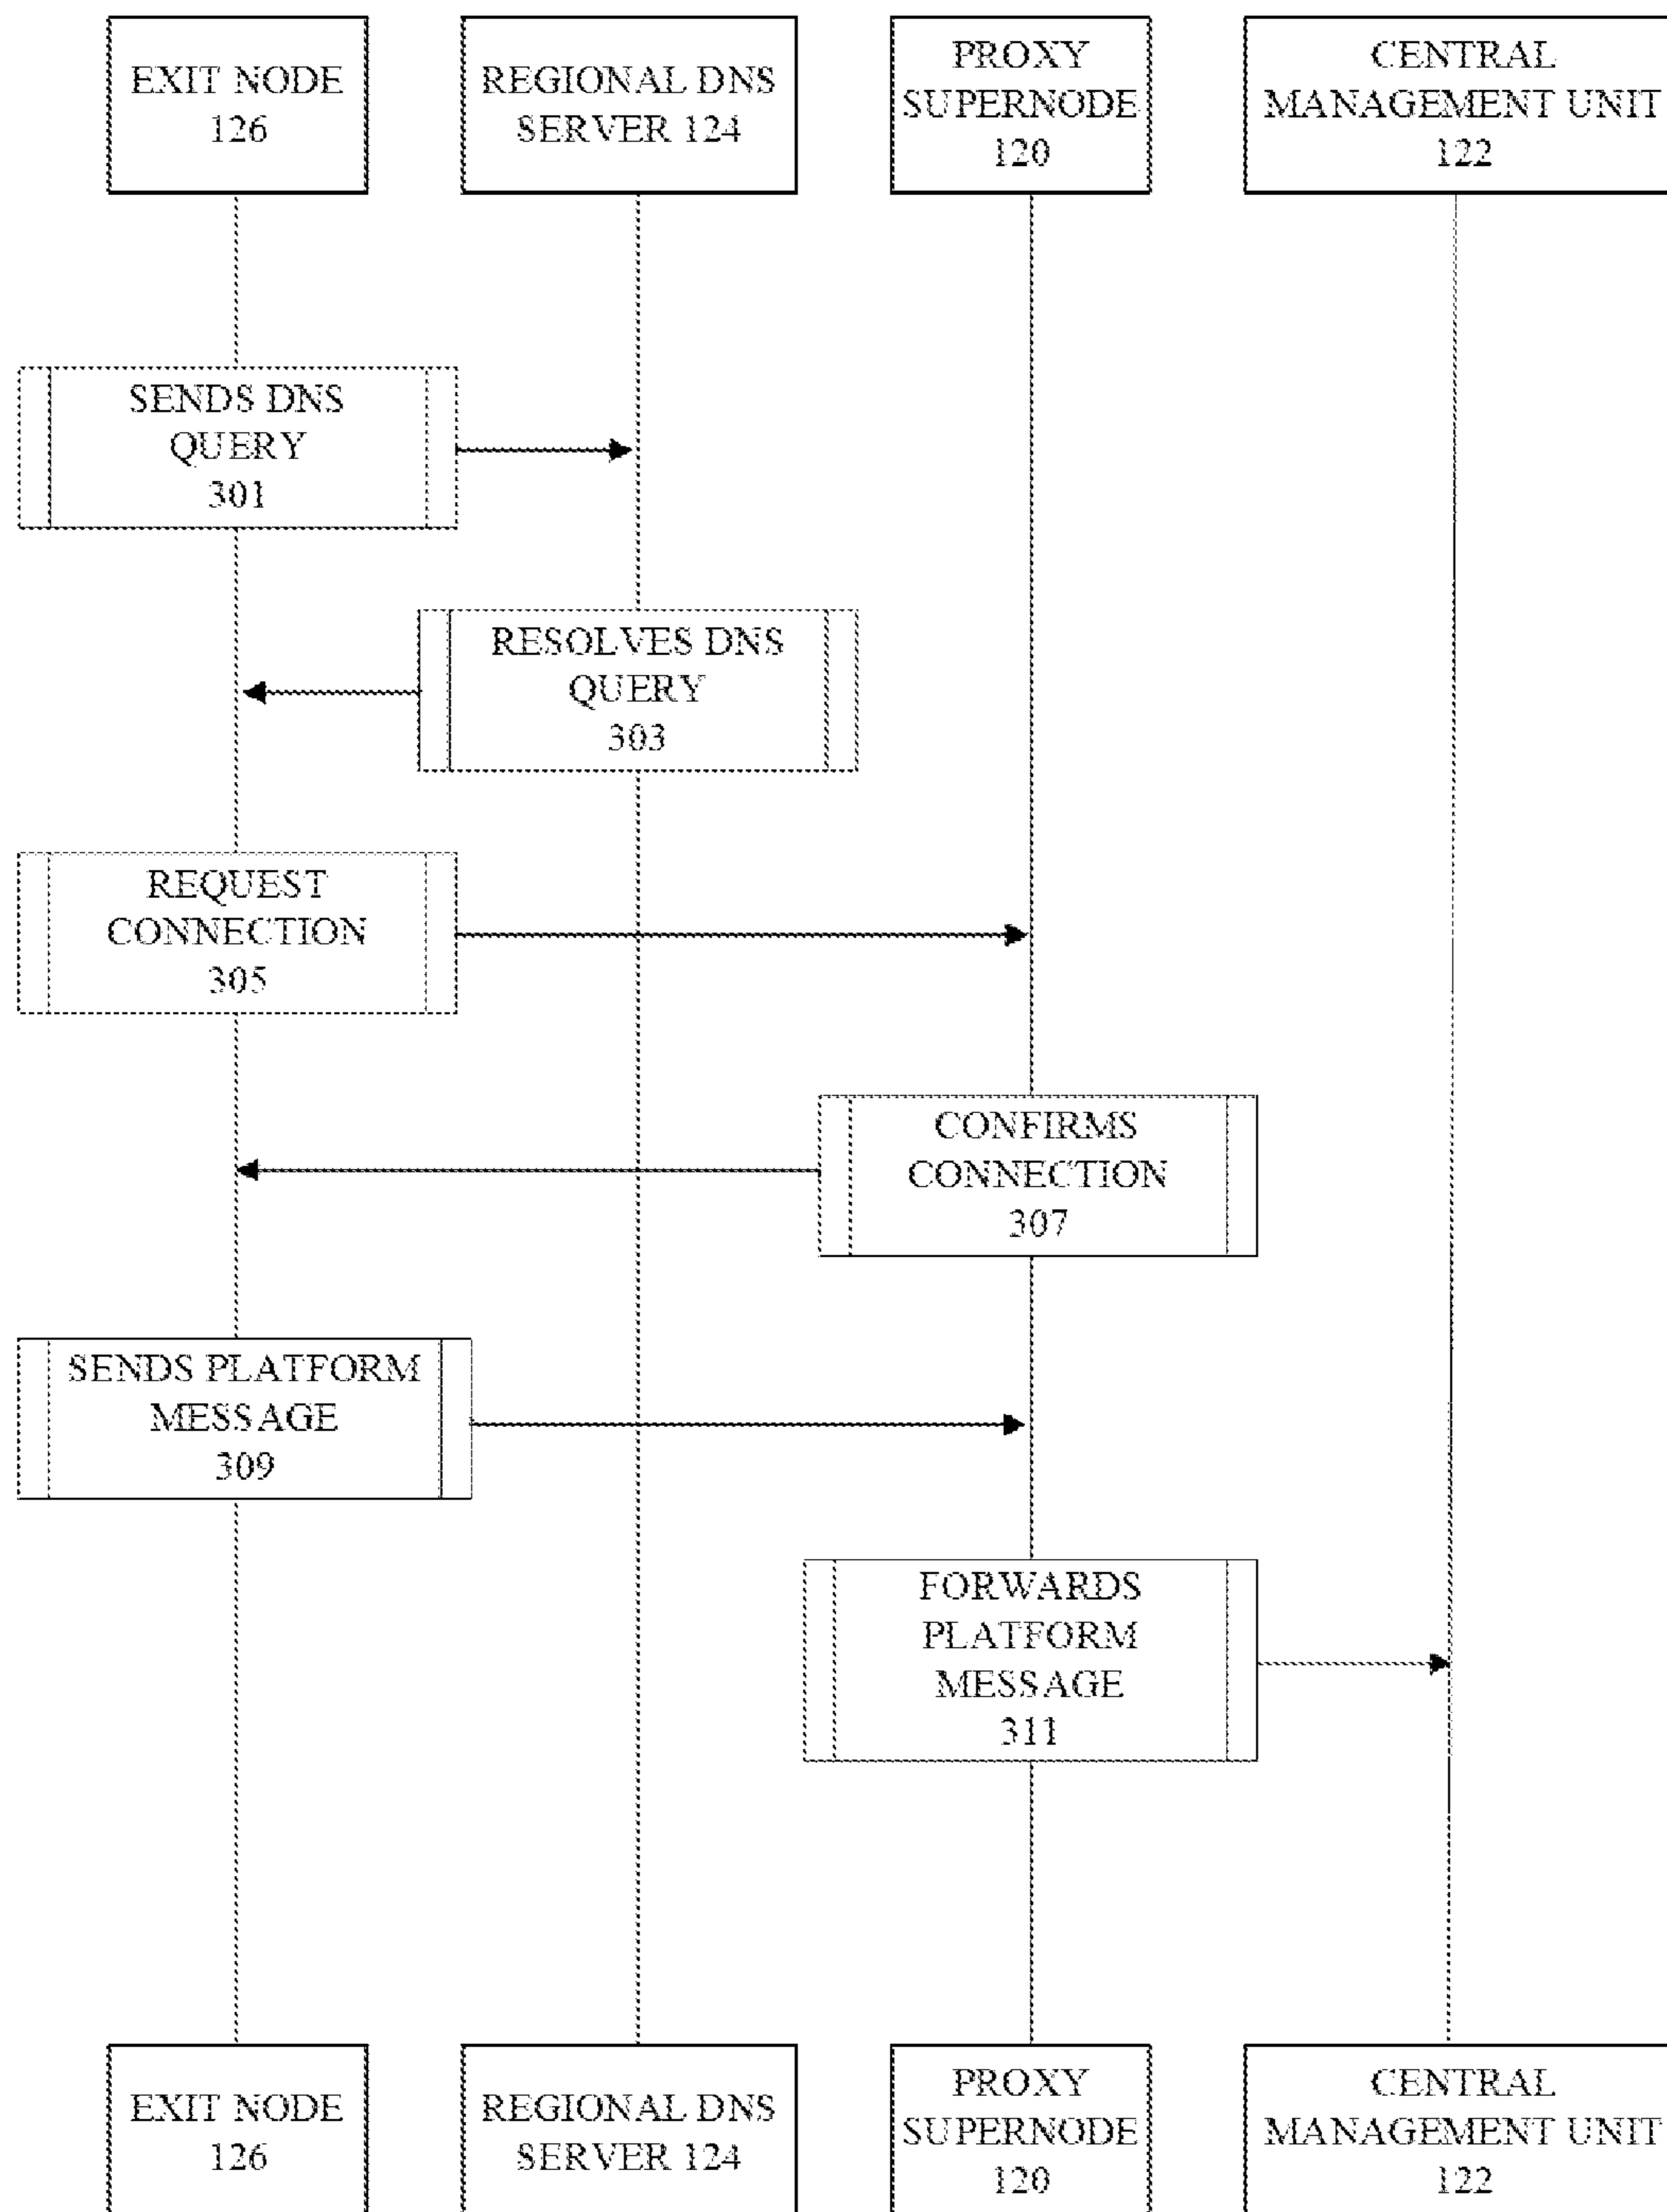 EXIT NODE
126
REGIONAL DNS
SERVER 124
PROXY
SUPERNODE
120
CENTRAL
MANAGEMENT UNIT
122
SENDS DNS
QUERY
301
RESOLVES DNS
QUERY
303
REQUEST
CONNECTION
305
CONFIRMS
CONNECTION
307
SENDS PLATFORM
MESSAGE
309
FORWARDS
PLATFORM
MESSAGE
311
EXIT NODE
126
REGIONAL DNS
SERVER 124
PROXY
SUPERNODE
120
CENTRAL
MANAGEMENT UNIT
122